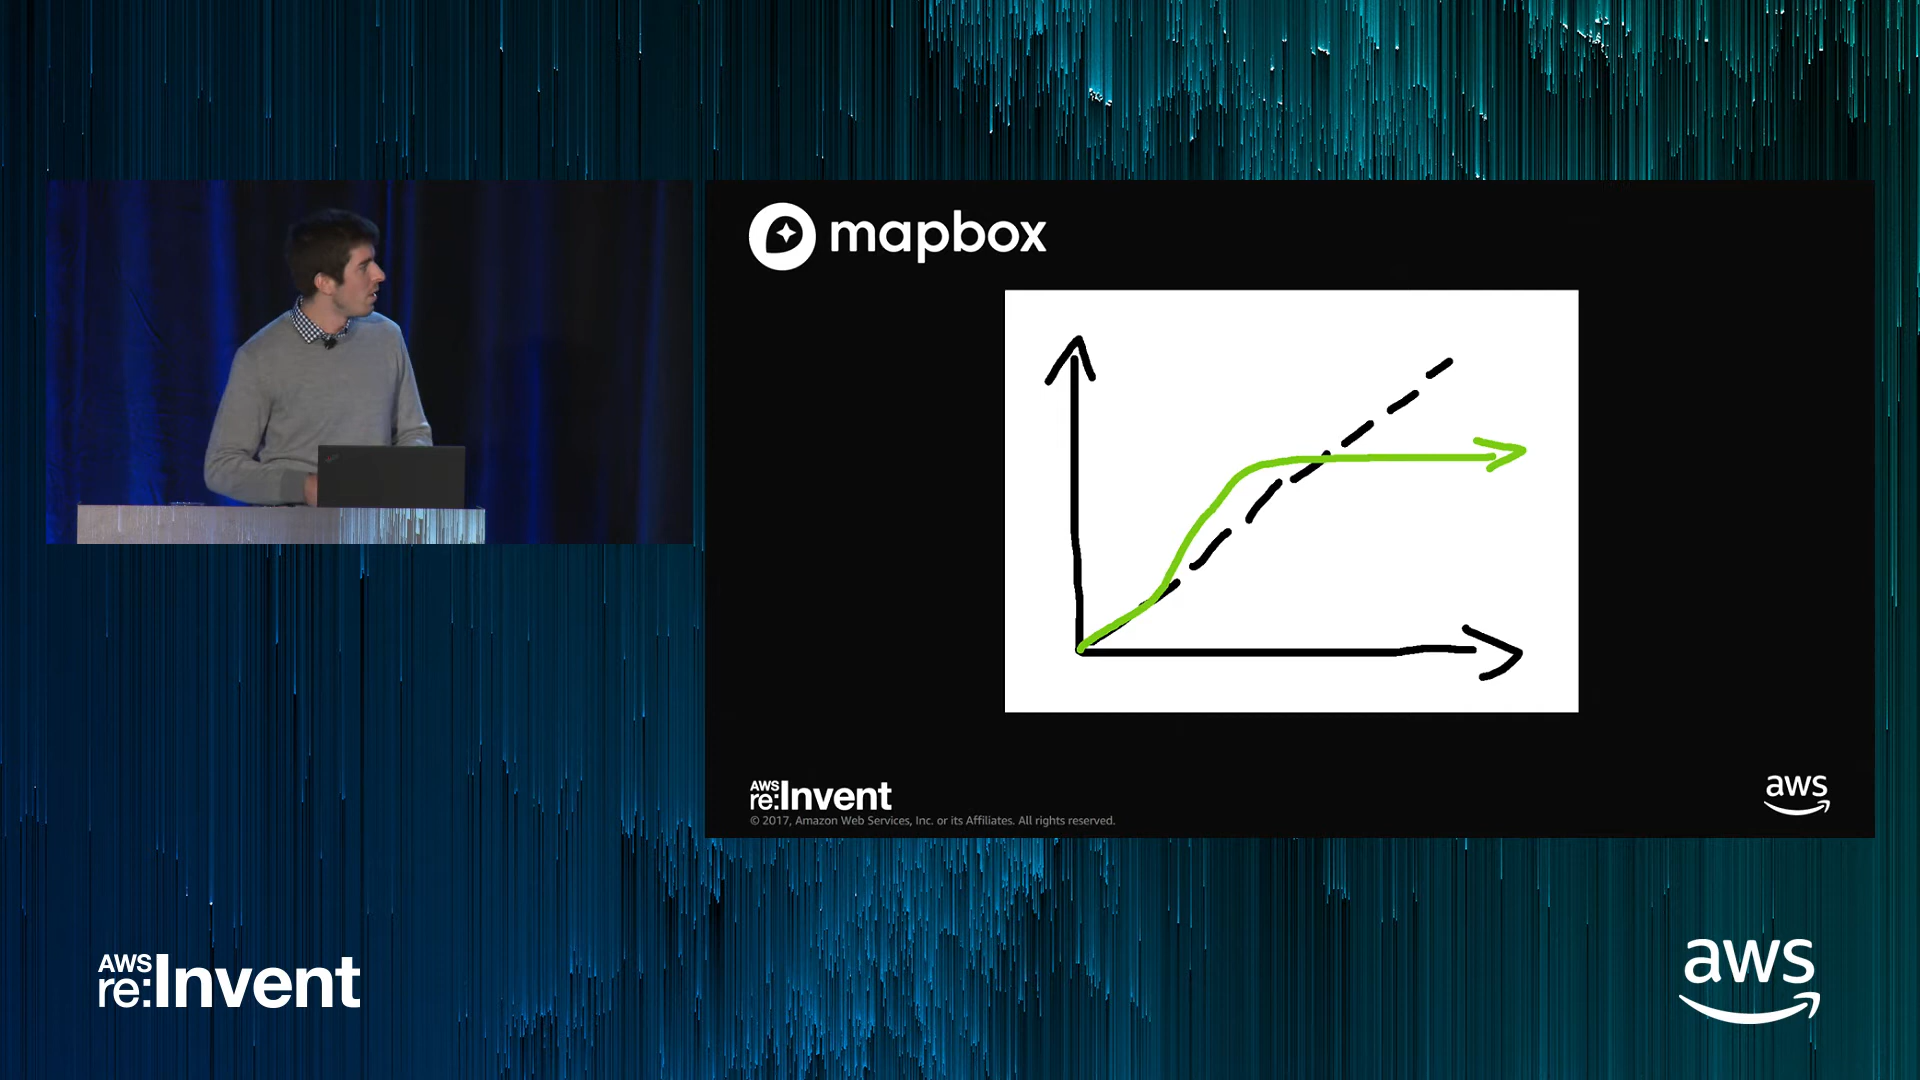 mapbox
AWS
re:Invent
© 2017, Amazon Web Services, Inc. or its Affiliates. All rights reserved.
aws
AWS
re:Invent
aws